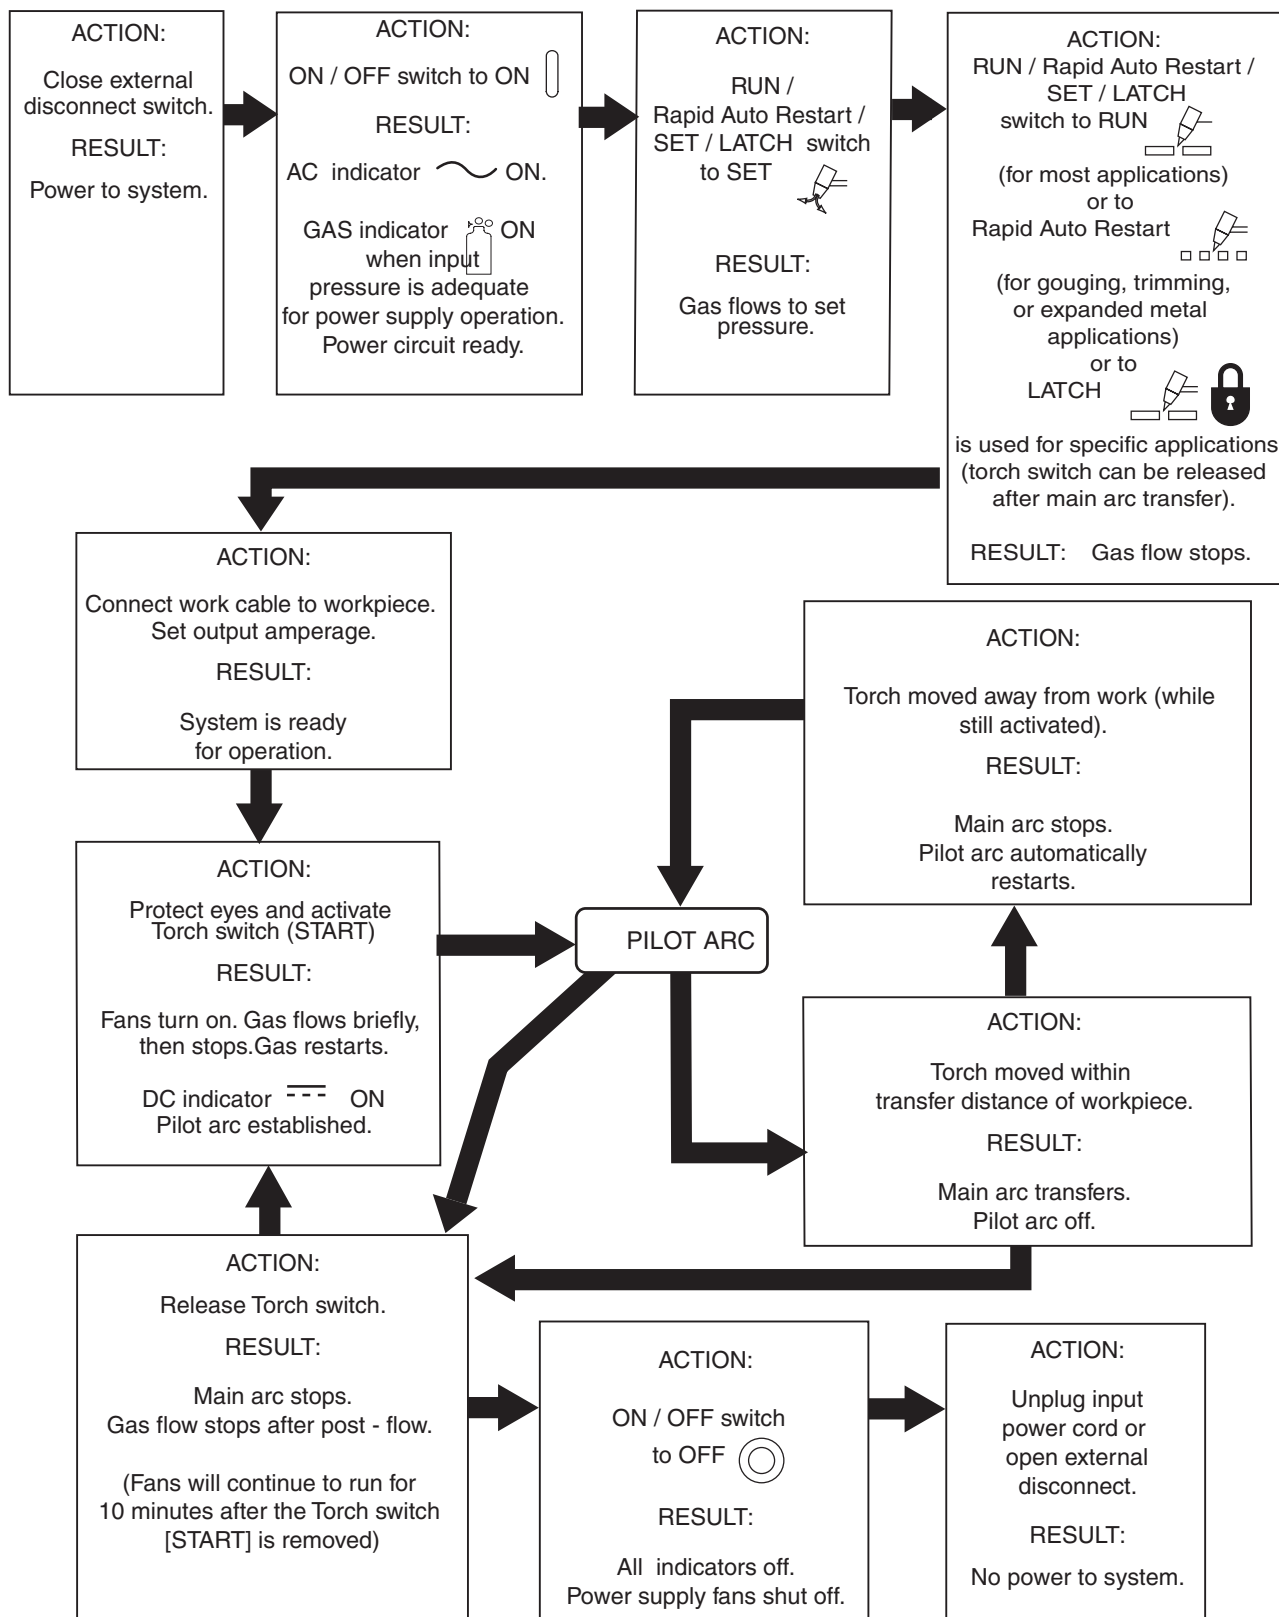 ACTION:
Close external
disconnect switch.
RESULT:
Power to system.
ACTION:
ON / OFF switch to ON
RESULT:
AC indicator ON.
GAS indicator ON
when input
pressure is adequate
for power supply operation.
Power circuit ready.
ACTION:
RUN /
Rapid Auto Restart /
SET / LATCH switch
to SET
RESULT:
Gas flows to set
pressure.
ACTION:
RUN / Rapid Auto Restart /
SET / LATCH
switch to RUN
(for most applications)
or to
Rapid Auto Restart
(for gouging, trimming,
or expanded metal
applications)
or to
LATCH
is used for specific applications
(torch switch can be released
after main arc transfer).
RESULT: Gas flow stops.
ACTION:
Connect work cable to workpiece.
Set output amperage.
RESULT:
System is ready
for operation.
ACTION:
Protect eyes and activate
Torch switch (START)
RESULT:
Fans turn on. Gas flows briefly,
then stops.Gas restarts.
DC indicator ON
Pilot arc established.
PILOT ARC
ACTION:
Torch moved away from work (while
still activated).
RESULT:
Main arc stops.
Pilot arc automatically
restarts.
ACTION:
Torch moved within
transfer distance of workpiece.
RESULT:
Main arc transfers.
Pilot arc off.
ACTION:
Release Torch switch.
RESULT:
Main arc stops.
Gas flow stops after post - flow.
(Fans will continue to run for
10 minutes after the Torch switch
[START] is removed)
ACTION:
ON / OFF switch
to OFF
RESULT:
All indicators off.
Power supply fans shut off.
ACTION:
Unplug input
power cord or
open external
disconnect.
RESULT:
No power to system.